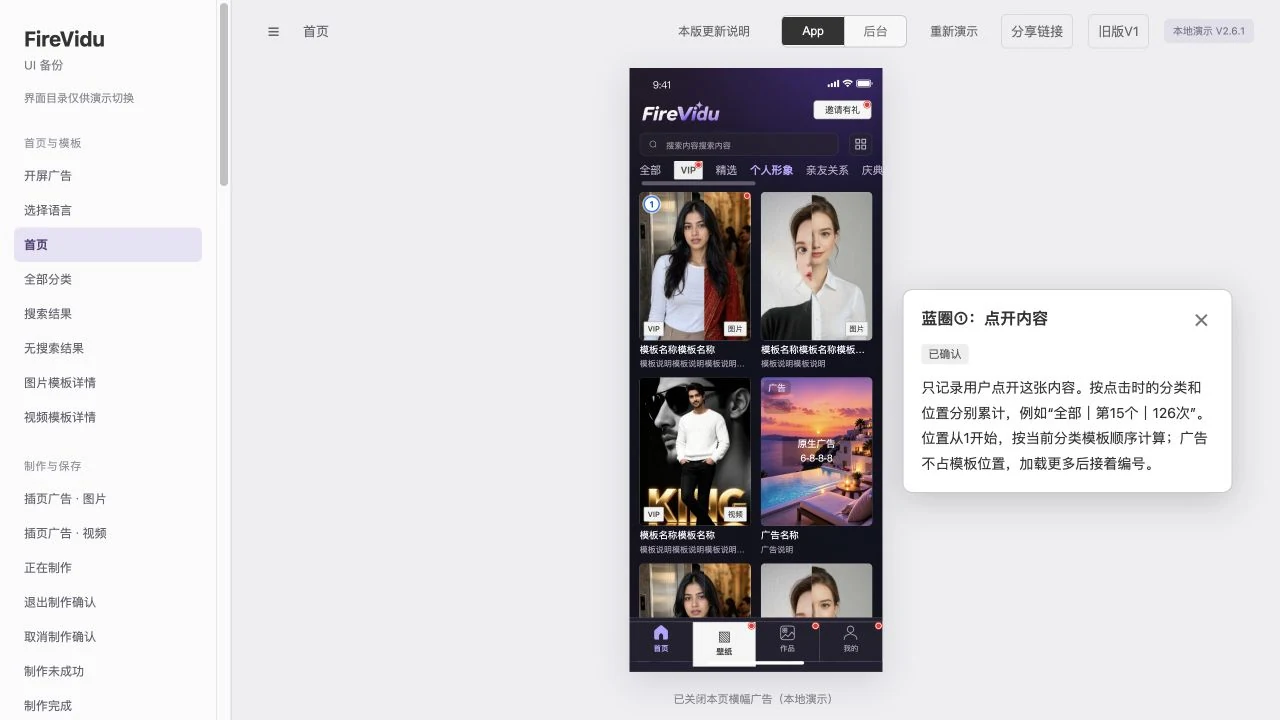 FireVidu
UI 备份
界面目录仅供演示切换
首页与模板
开屏广告
选择语言
首页
全部分类
搜索结果
无搜索结果
图片模板详情
视频模板详情
制作与保存
插页广告 · 图片
插页广告 · 视频
正在制作
退出制作确认
取消制作确认
制作未成功
制作完成
首页
本版更新说明
App
后台
重新演示
分享链接
旧版V1
本地演示 V2.6.1
9:41
FireVidu
邀请有礼
搜索内容搜索内容
全部 VIP 精选 个人形象 亲友关系 庆典
1
VIP
图片
图片
模板名称模板名称
模板说明模板说明模板说明...
模板名称模板名称模板...
模板说明模板说明
KING
VIP
视频
广告
原生广告
6-8-8-8
模板名称模板名称
模板说明模板说明模板说明...
广告名称
广告说明
首页
壁纸
作品
我的
已关闭本页横幅广告（本地演示）
蓝圈①：点开内容
已确认
只记录用户点开这张内容。按点击时的分类和
位置分别累计，例如“全部｜第15个｜126次”。
位置从1开始，按当前分类模板顺序计算；广告
不占模板位置，加载更多后接着编号。